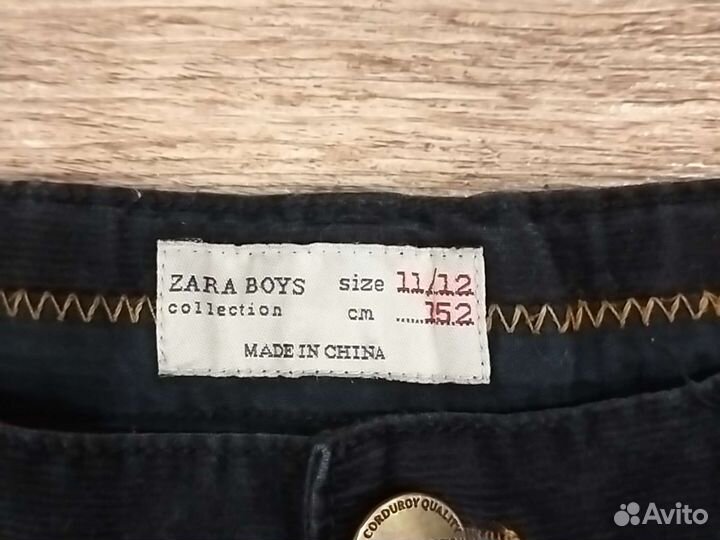 ZARA BOYS size 11/12
collection cm ......152
MADE IN CHINA
CORDUROY QUALITY
Avito